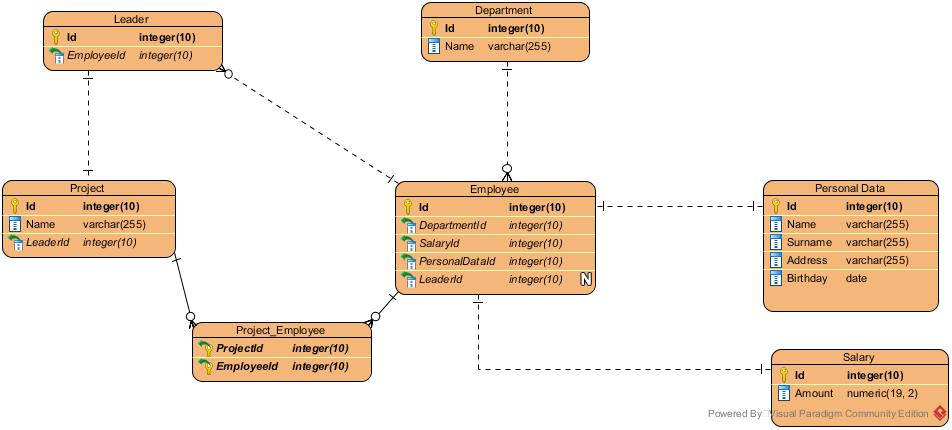 Leader
Id integer(10)
EmployeeId integer(10)
Department
Id integer(10)
Name varchar(255)
Project
Id integer(10)
Name varchar(255)
LeaderId integer(10)
Employee
Id integer(10)
DepartmentId integer(10)
SalaryId integer(10)
PersonalDataId integer(10)
LeaderId integer(10) N
Personal Data
Id integer(10)
Name varchar(255)
Surname varchar(255)
Address varchar(255)
Birthday date
Project_Employee
ProjectId integer(10)
EmployeeId integer(10)
Salary
Id integer(10)
Amount numeric(19, 2)
Powered By Visual Paradigm Community Edition